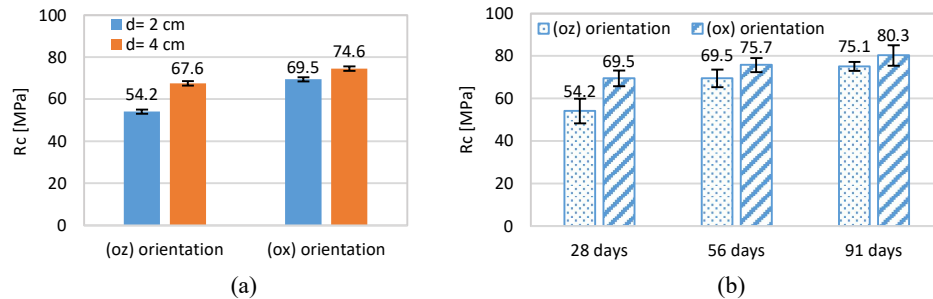 100
80
60
40
20
0
Rc [MPa]
d= 2 cm
d= 4 cm
54.2
67.6
69.5
74.6
(oz) orientation
(ox) orientation
(a)
100
80
60
40
20
0
Rc [MPa]
(oz) orientation
(ox) orientation
54.2
69.5
69.5
75.7
75.1
80.3
28 days
56 days
91 days
(b)